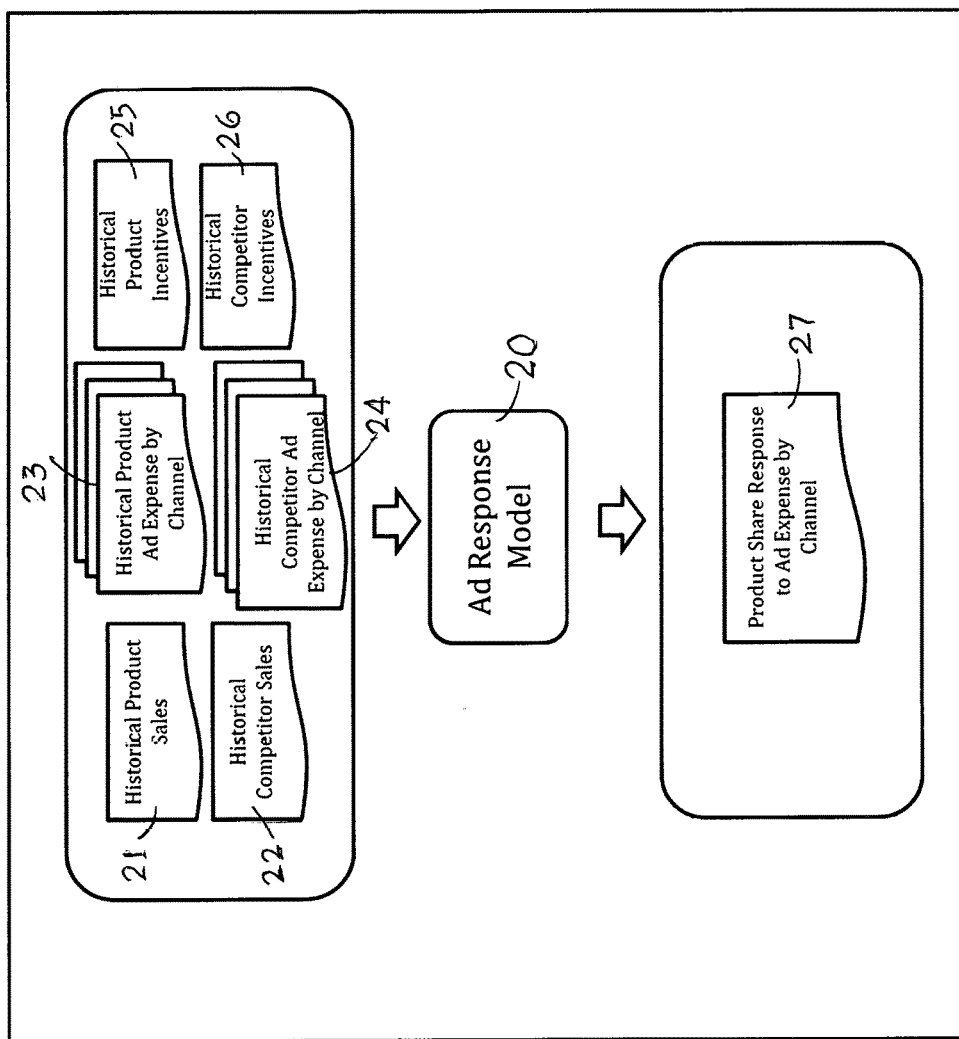 21
Historical Product
Sales
22
Historical
Competitor Sales
23
Historical Product
Ad Expense by
Channel
24
Historical
Competitor Ad
Expense by Channel
25
Historical
Product
Incentives
26
Historical
Competitor
Incentives
20
Ad Response
Model
27
Product Share Response
to Ad Expense by
Channel